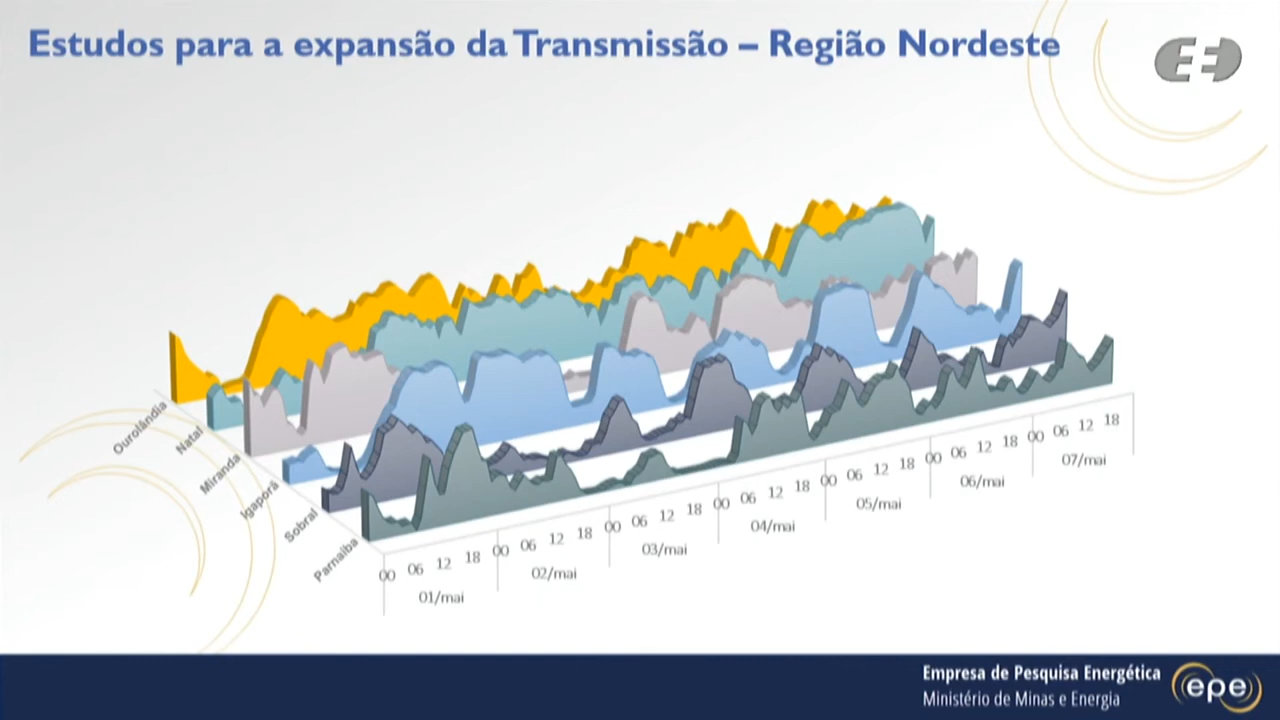 Estudos para a expansão da Transmissão – Região Nordeste
Ourolândia
Natal
Miranda
Igaporã
Sobral
Parnaíba
00 06 12 18 00 06 12 18 00 06 12 18 00 06 12 18 00 06 12 18 00 06 12 18 00 06 12 18
01/mai 02/mai 03/mai 04/mai 05/mai 06/mai 07/mai
Empresa de Pesquisa Energética
Ministério de Minas e Energia
epe